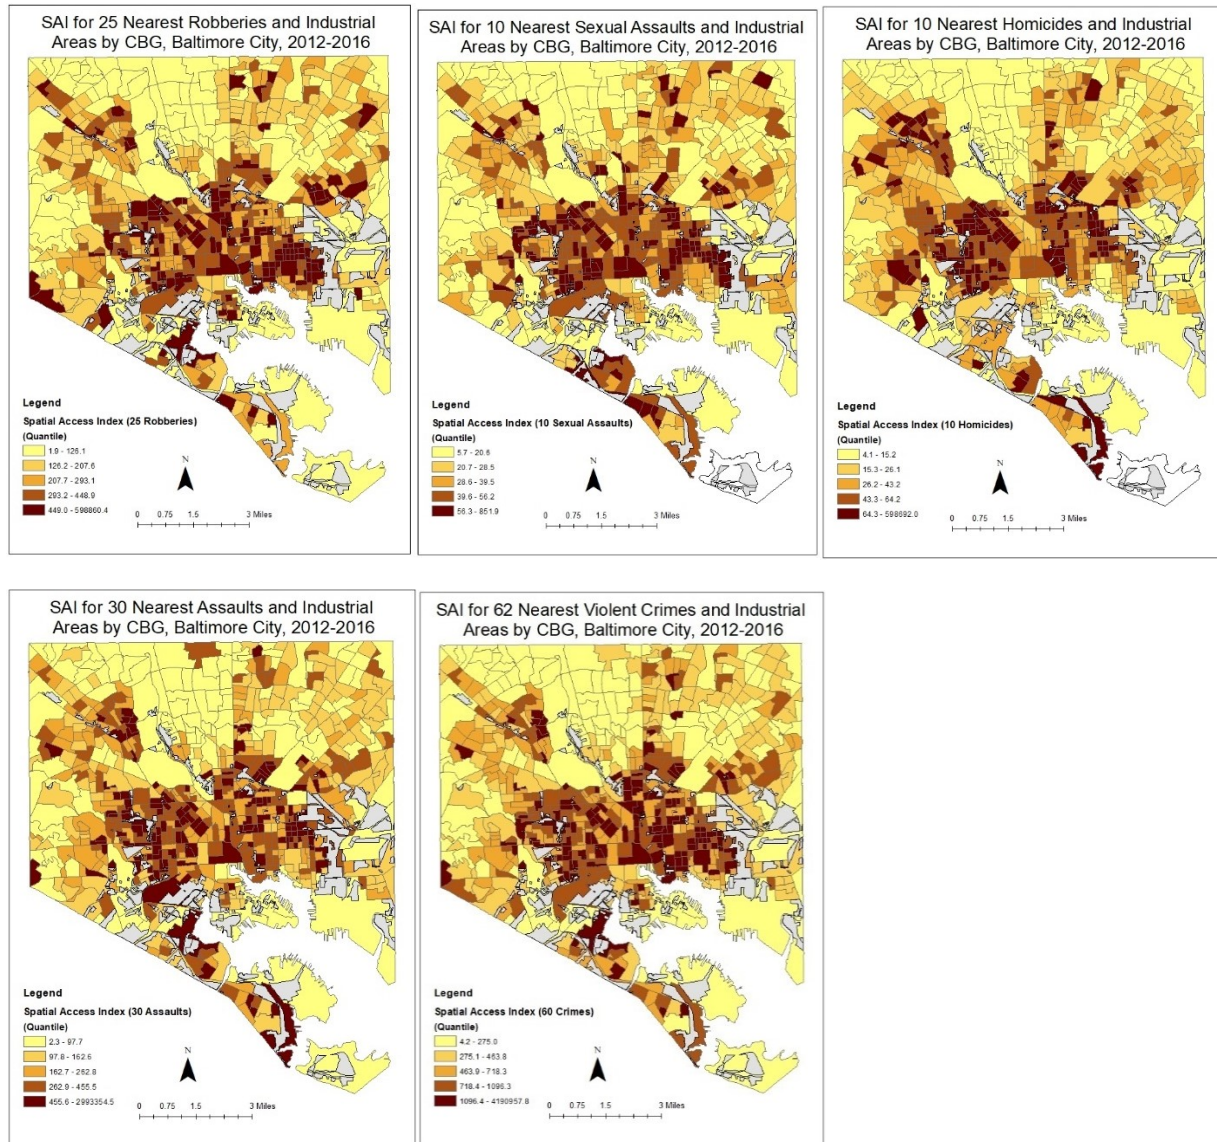 SAI for 25 Nearest Robberies and Industrial
Areas by CBG, Baltimore City, 2012-2016
Legend
Spatial Access Index (25 Robberies)
(Quantile)
1.9 - 126.1
126.2 - 207.6
207.7 - 293.1
293.2 - 448.9
449.0 - 598860.4
N
0 0.75 1.5 3 Miles
SAI for 10 Nearest Sexual Assaults and Industrial
Areas by CBG, Baltimore City, 2012-2016
Legend
Spatial Access Index (10 Sexual Assaults)
(Quantile)
5.7 - 20.6
20.7 - 28.5
28.6 - 39.5
39.6 - 56.2
56.3 - 851.9
N
0 0.75 1.5 3 Miles
SAI for 10 Nearest Homicides and Industrial
Areas by CBG, Baltimore City, 2012-2016
Legend
Spatial Access Index (10 Homicides)
(Quantile)
4.1 - 15.2
15.3 - 26.1
26.2 - 43.2
43.3 - 64.2
64.3 - 598692.0
N
0 0.75 1.5 3 Miles
SAI for 30 Nearest Assaults and Industrial
Areas by CBG, Baltimore City, 2012-2016
Legend
Spatial Access Index (30 Assaults)
(Quantile)
2.3 - 97.7
97.8 - 162.6
162.7 - 262.8
262.9 - 455.5
455.6 - 2993354.5
N
0 0.75 1.5 3 Miles
SAI for 62 Nearest Violent Crimes and Industrial
Areas by CBG, Baltimore City, 2012-2016
Legend
Spatial Access Index (60 Crimes)
(Quantile)
4.2 - 275.0
275.1 - 463.8
463.9 - 718.3
718.4 - 1096.3
1096.4 - 4190957.8
N
0 0.75 1.5 3 Miles